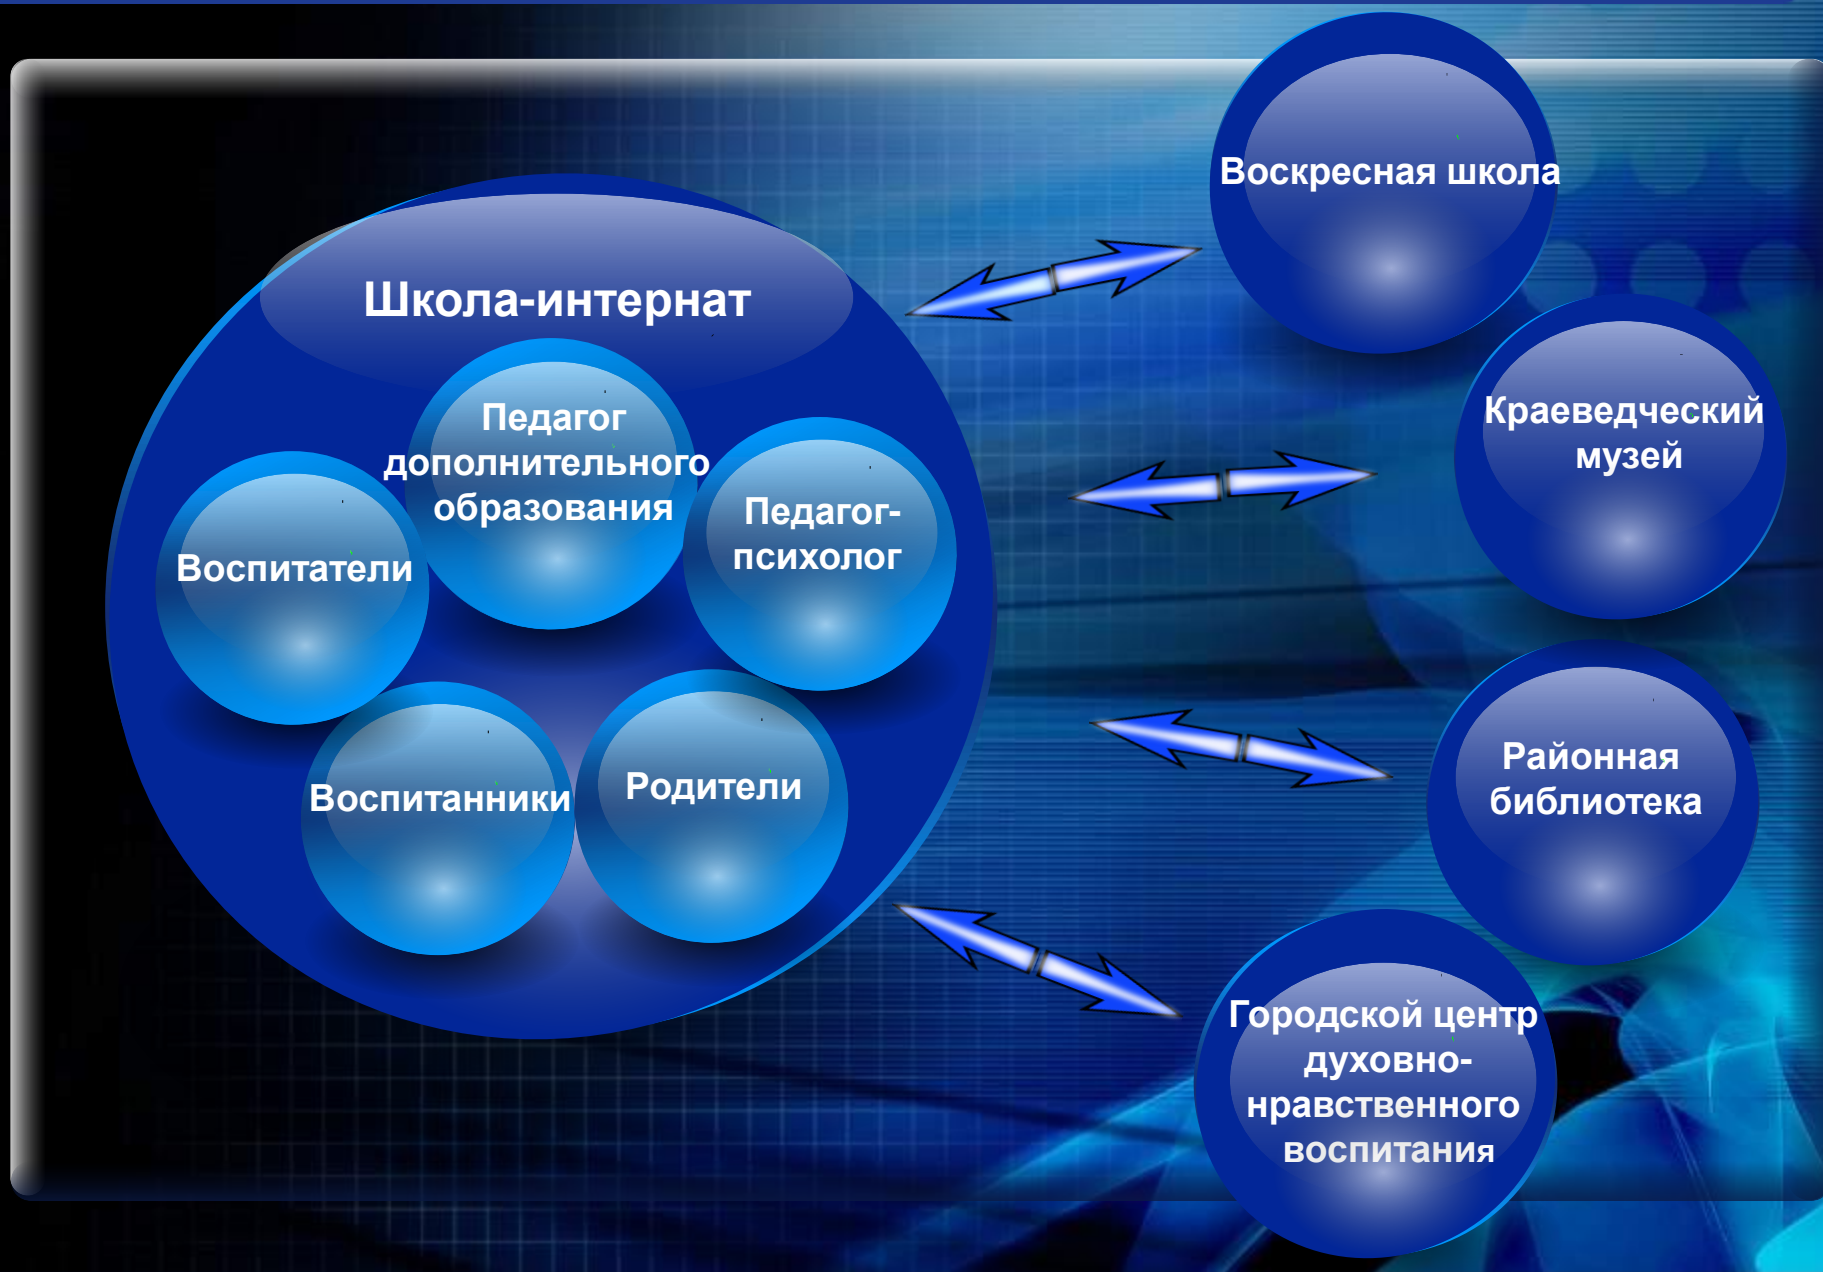 Школа-интернат
Педагог
дополнительного
образования
Педагог-
психолог
Воспитатели
Воспитанники
Родители
Воскресная школа
Краеведческий
музей
Районная
библиотека
Городской центр
духовно-
нравственного
воспитания